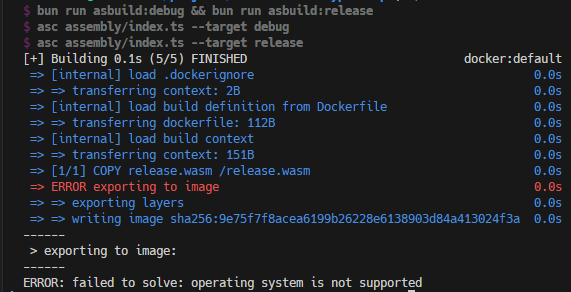 $ bun run asbuild:debug && bun run asbuild:release
$ asc assembly/index.ts --target debug
$ asc assembly/index.ts --target release
[+] Building 0.1s (5/5) FINISHED docker:default
=> [internal] load .dockerignore 0.0s
=> => transferring context: 2B 0.0s
=> [internal] load build definition from Dockerfile 0.0s
=> => transferring dockerfile: 112B 0.0s
=> [internal] load build context 0.0s
=> => transferring context: 151B 0.0s
=> [1/1] COPY release.wasm /release.wasm 0.0s
=> ERROR exporting to image 0.0s
=> => exporting layers 0.0s
=> => writing image sha256:9e75f7f8acea6199b26228e6138903d84a413024f3a 0.0s
------
> exporting to image:
------
ERROR: failed to solve: operating system is not supported